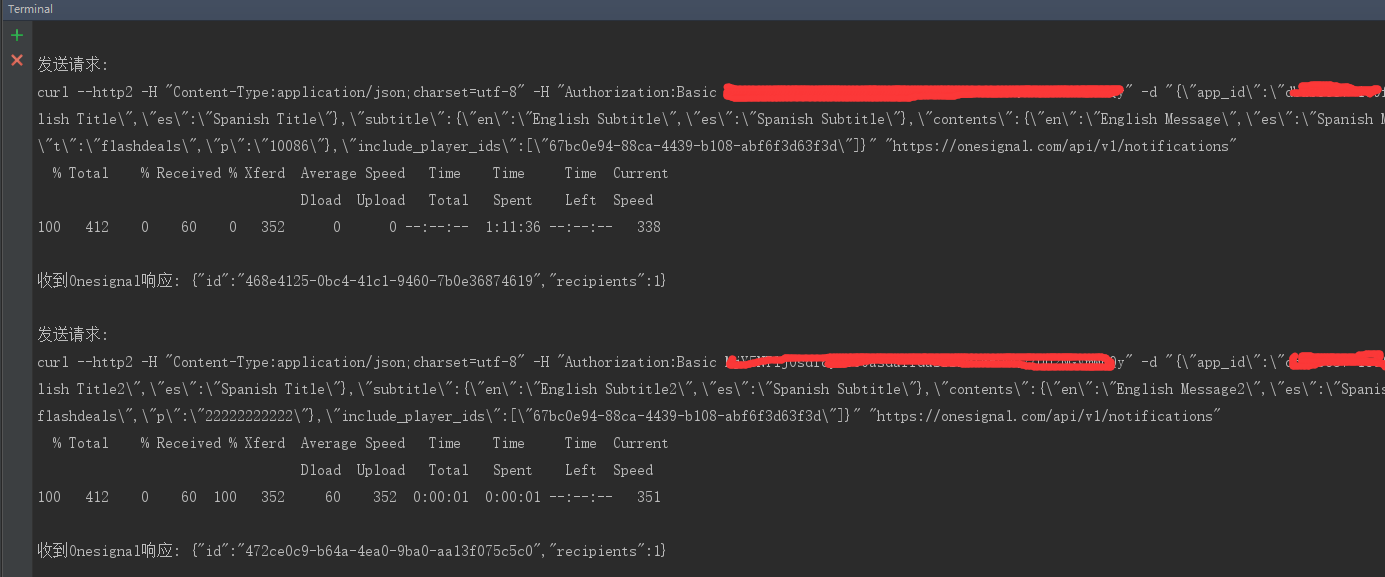 Terminal
发送请求:
curl --http2 -H "Content-Type:application/json;charset=utf-8" -H "Authorization:Basic y" -d "{\"app_id\":\"d
lish Title\",\"es\":\"Spanish Title\"},\"subtitle\":{\"en\":\"English Subtitle\",\"es\":\"Spanish Subtitle\"},\"contents\":{\"en\":\"English Message\",\"es\":\"Spanish M
\"t\":\"flashdeals\",\"p\":\"10086\"},\"include_player_ids\":[\"67bc0e94-88ca-4439-b108-abf6f3d63f3d\"]}" "https://onesignal.com/api/v1/notifications"
% Total % Received % Xferd Average Speed Time Time Time Current
Dload Upload Total Spent Left Speed
100 412 0 60 0 352 0 0 --:--:-- 1:11:36 --:--:-- 338
收到Onesignal响应: {"id":"468e4125-0bc4-41c1-9460-7b0e36874619","recipients":1}
发送请求:
curl --http2 -H "Content-Type:application/json;charset=utf-8" -H "Authorization:Basic y" -d "{\"app_id\":\"d
lish Title2\",\"es\":\"Spanish Title\"},\"subtitle\":{\"en\":\"English Subtitle2\",\"es\":\"Spanish Subtitle\"},\"contents\":{\"en\":\"English Message2\",\"es\":\"Spanis
flashdeals\",\"p\":\"22222222222\"},\"include_player_ids\":[\"67bc0e94-88ca-4439-b108-abf6f3d63f3d\"]}" "https://onesignal.com/api/v1/notifications"
% Total % Received % Xferd Average Speed Time Time Time Current
Dload Upload Total Spent Left Speed
100 412 0 60 100 352 60 352 0:00:01 0:00:01 --:--:-- 351
收到Onesignal响应: {"id":"472ce0c9-b64a-4ea0-9ba0-aa13f075c5c0","recipients":1}